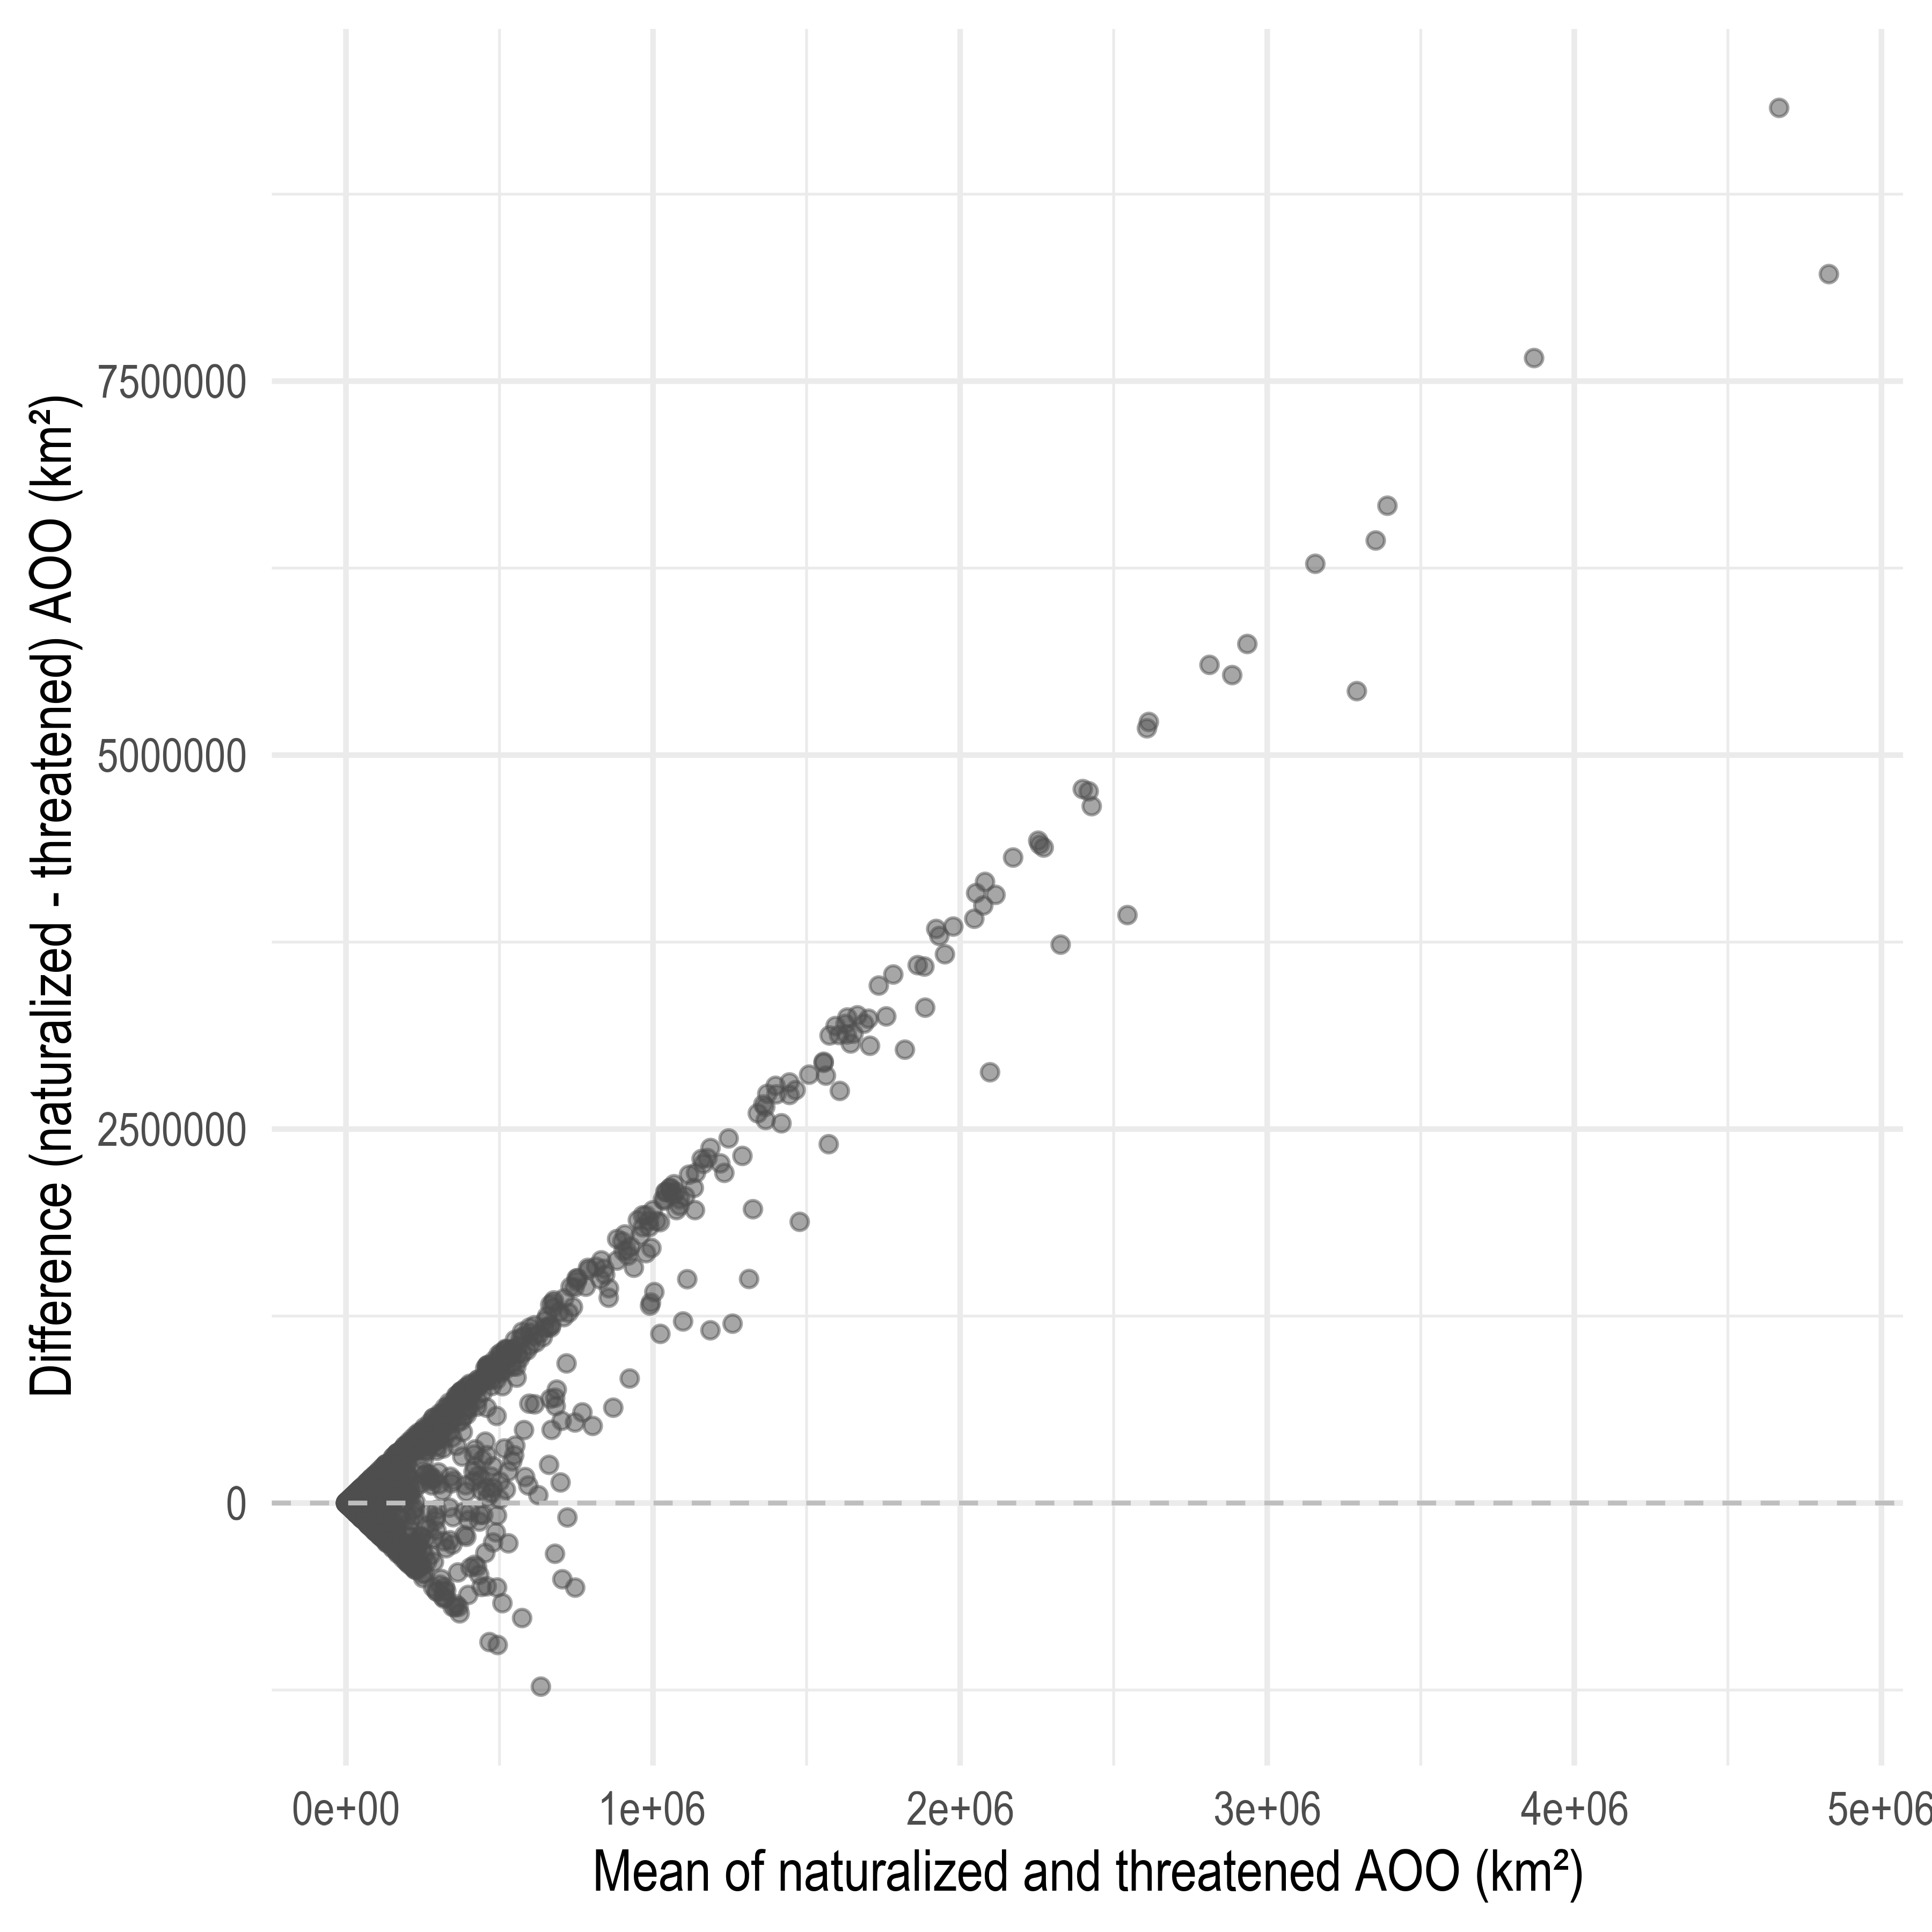 Difference (naturalized - threatened) AOO (km²)
7500000
5000000
2500000
0
0e+00 1e+06 2e+06 3e+06 4e+06 5e+06
Mean of naturalized and threatened AOO (km²)